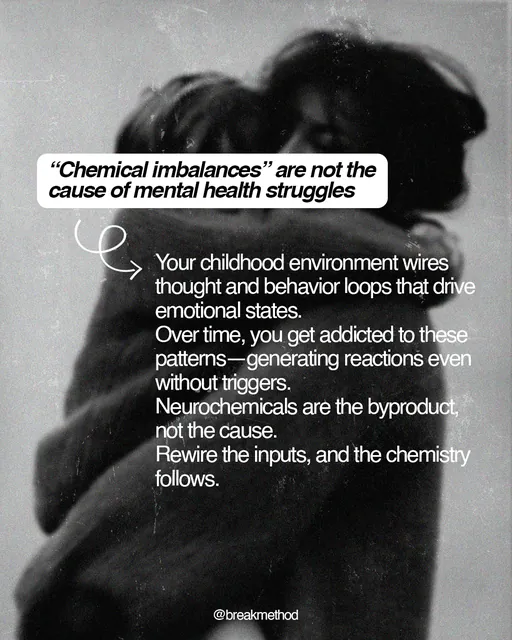 “Chemical imbalances” are not the
cause of mental health struggles
Your childhood environment wires
thought and behavior loops that drive
emotional states.
Over time, you get addicted to these
patterns—generating reactions even
without triggers.
Neurochemicals are the byproduct,
not the cause.
Rewire the inputs, and the chemistry
follows.
@breakmethod